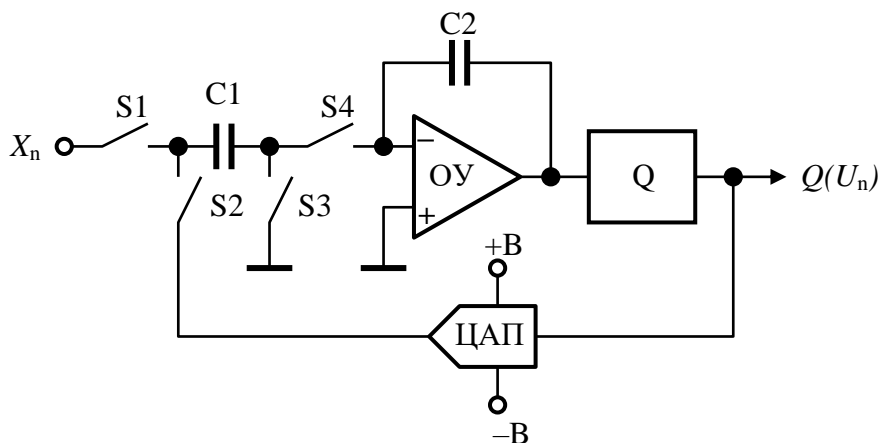 C2
C1
S1
S4
Xn
−
ОУ
Q
Q(Un)
S2
S3
+
+В
ЦАП
−В